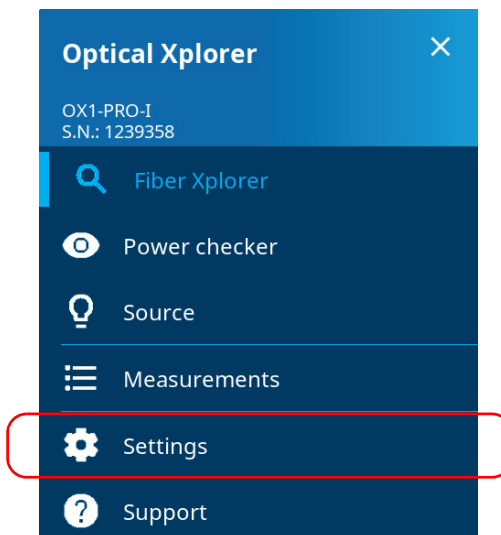 Optical Xplorer
OX1-PRO-I
S.N.: 1239358
Fiber Xplorer
Power checker
Source
Measurements
Settings
Support